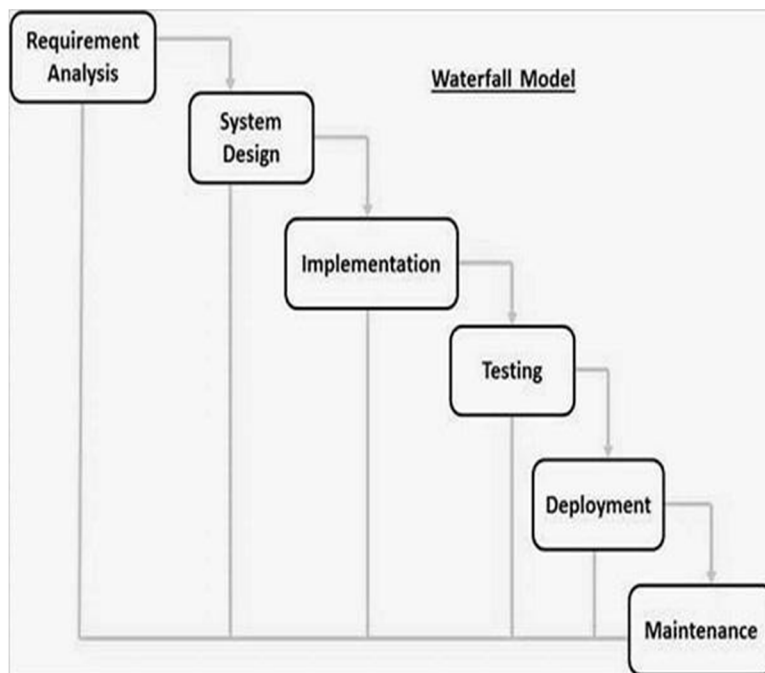 Requirement
Analysis
Waterfall Model
System
Design
Implementation
Testing
Deployment
Maintenance